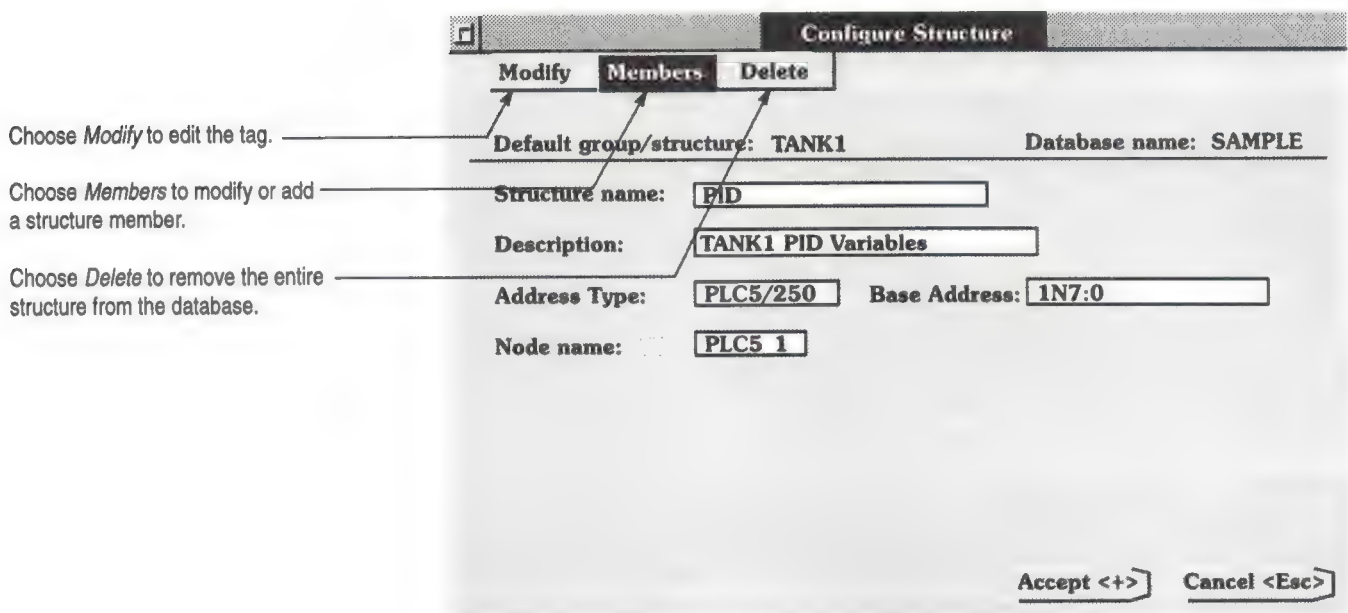 Configure Structure
Modify Members Delete
Choose Modify to edit the tag.
Default group/structure: TANK1 Database name: SAMPLE
Choose Members to modify or add
a structure member.
Structure name: PID
Description: TANK1 PID Variables
Choose Delete to remove the entire
structure from the database.
Address Type: PLC5/250 Base Address: 1N7:0
Node name: PLC5 1
Accept <+> Cancel <Esc>